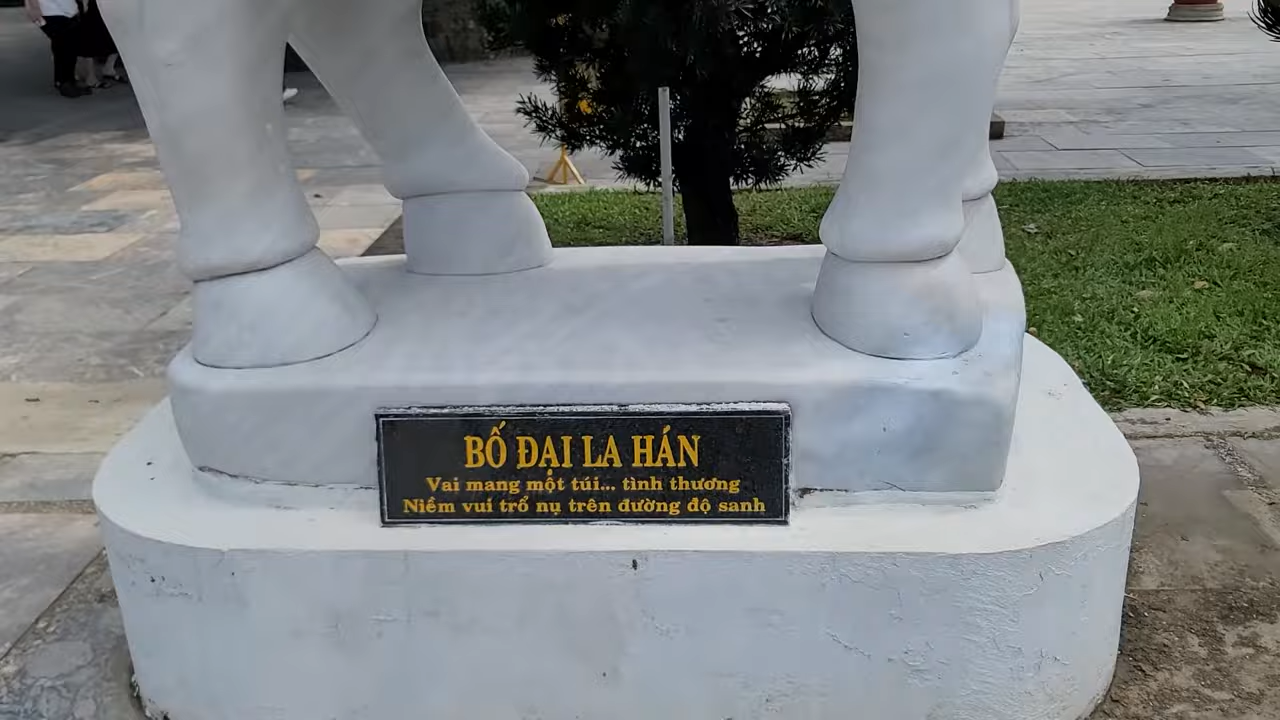 BỐ ĐẠI LA HÁN
Vai mang một túi... tình thương
Niềm vui trổ nụ trên đường độ sanh